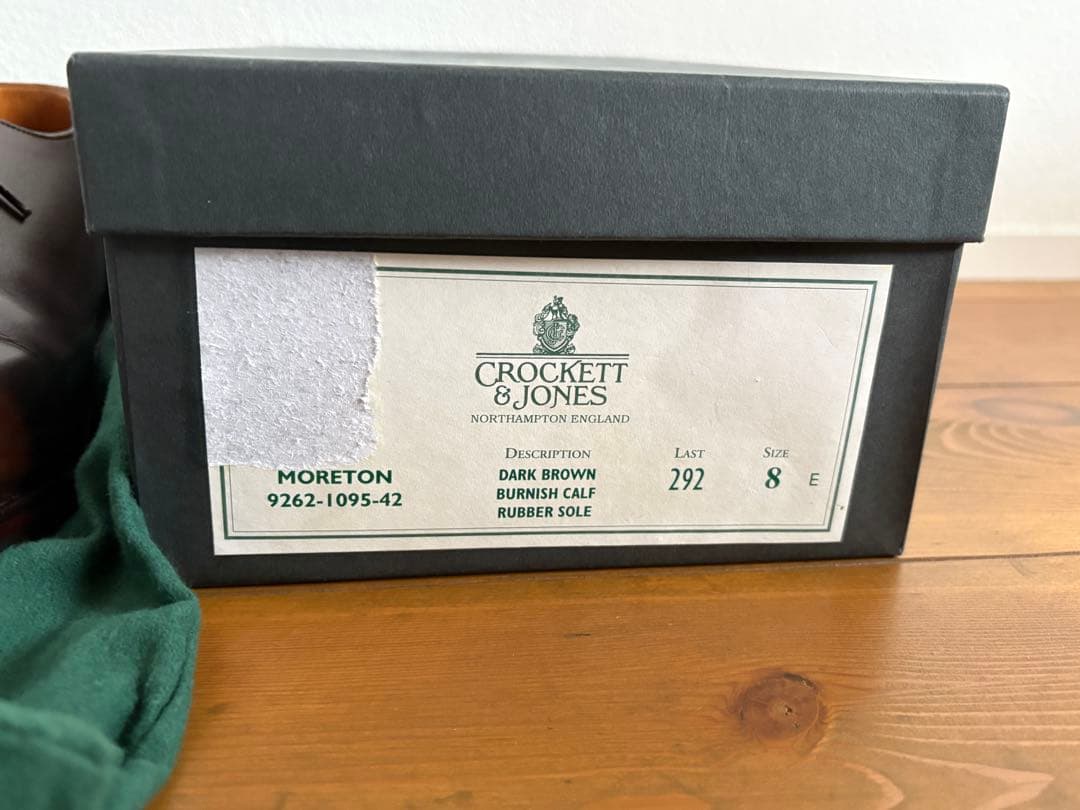 CROCKETT
& JONES
NORTHAMPTON ENGLAND
MORETON
9262-1095-42
DESCRIPTION
DARK BROWN
BURNISH CALF
RUBBER SOLE
LAST
292
SIZE
8 E